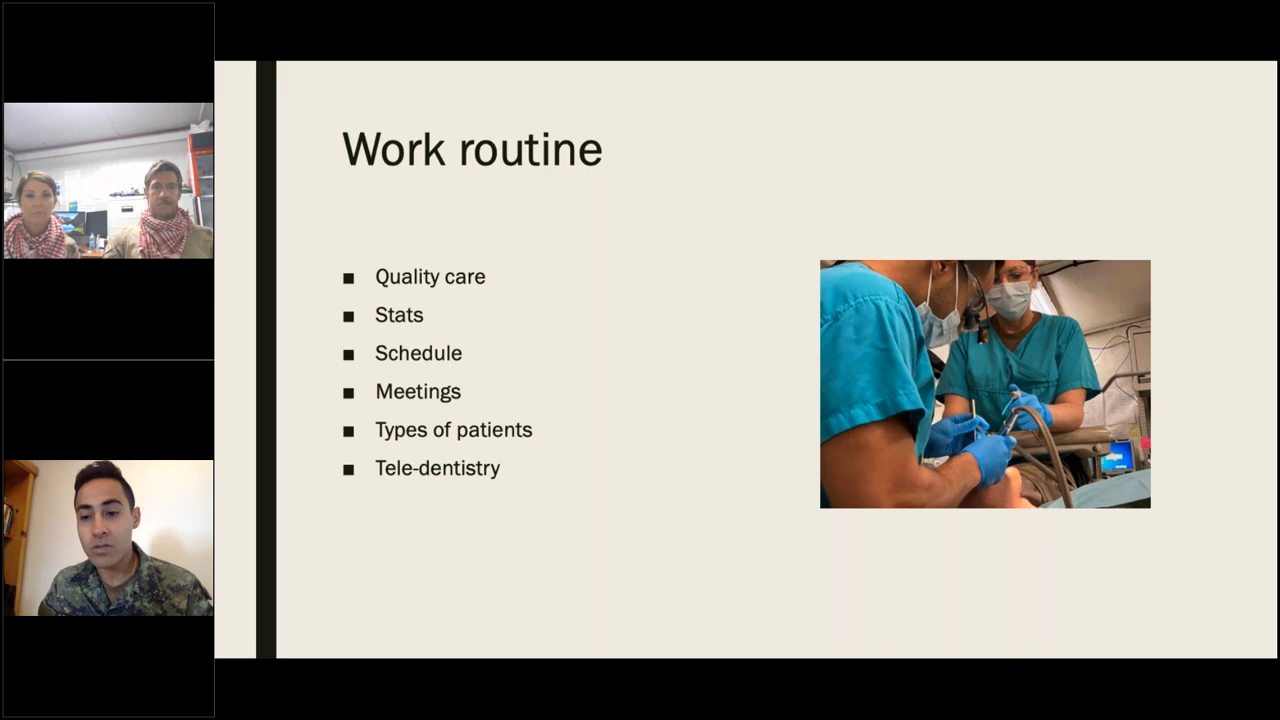 Work routine
Quality care
Stats
Schedule
Meetings
Types of patients
Tele-dentistry